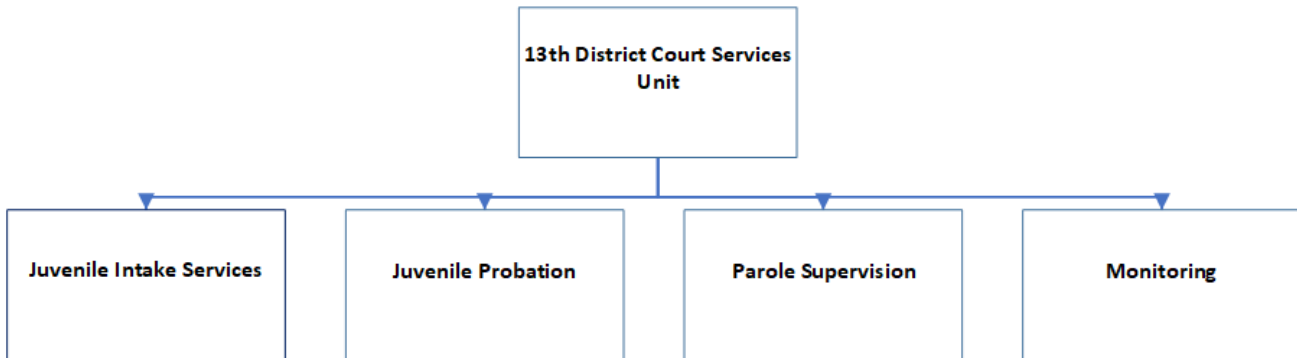 13th District Court Services
Unit
Juvenile Intake Services
Juvenile Probation
Parole Supervision
Monitoring